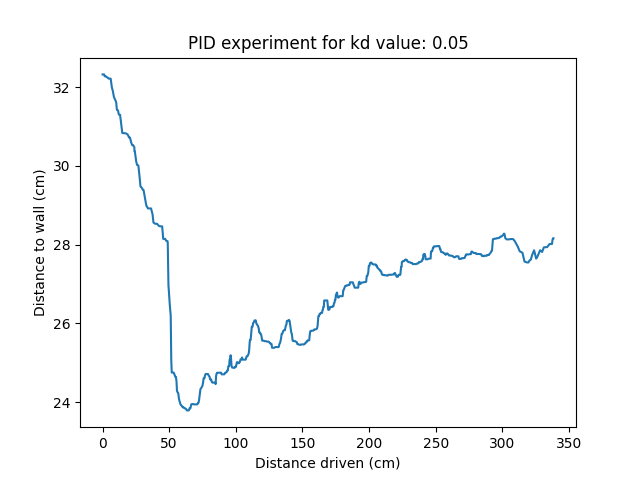 PID experiment for kd value: 0.05
32
30
28
26
24
Distance to wall (cm)
0 50 100 150 200 250 300 350
Distance driven (cm)